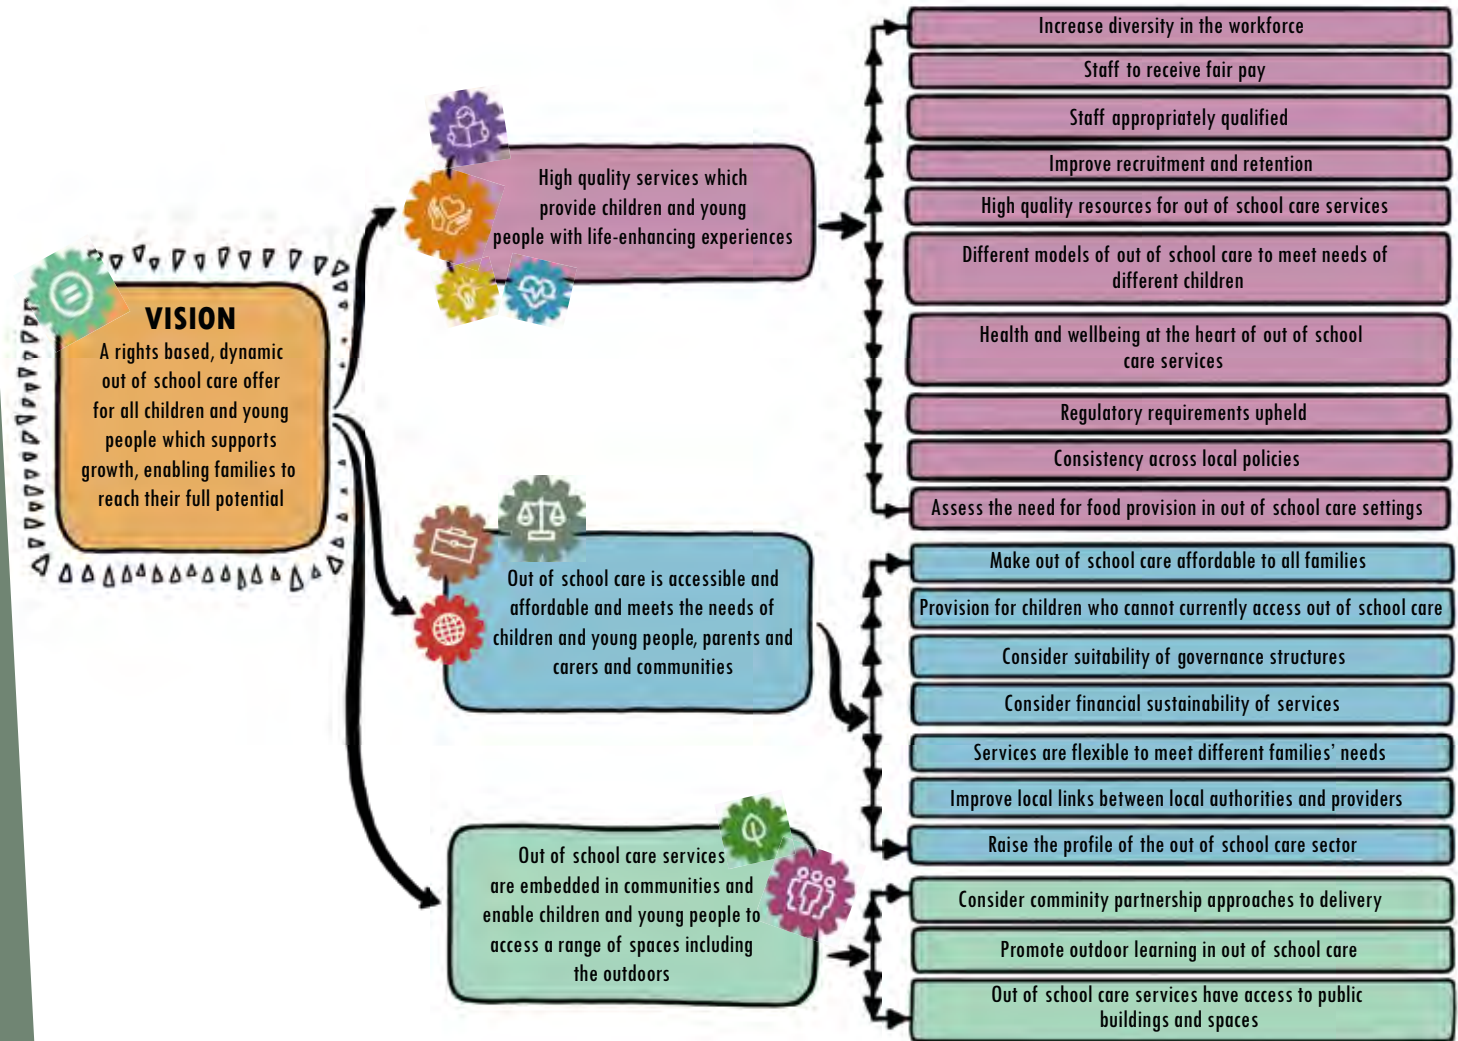 VISION
A rights based, dynamic
out of school care offer
for all children and young
people which supports
growth, enabling families to
reach their full potential
High quality services which
provide children and young
people with life-enhancing experiences
Increase diversity in the workforce
Staff to receive fair pay
Staff appropriately qualified
Improve recruitment and retention
High quality resources for out of school care services
Different models of out of school care to meet needs of
different children
Health and wellbeing at the heart of out of school
care services
Regulatory requirements upheld
Consistency across local policies
Assess the need for food provision in out of school care settings
Out of school care is accessible and
affordable and meets the needs of
children and young people, parents and
carers and communities
Make out of school care affordable to all families
Provision for children who cannot currently access out of school care
Consider suitability of governance structures
Consider financial sustainability of services
Services are flexible to meet different families' needs
Improve local links between local authorities and providers
Raise the profile of the out of school care sector
Out of school care services
are embedded in communities and
enable children and young people to
access a range of spaces including
the outdoors
Consider comminity partnership approaches to delivery
Promote outdoor learning in out of school care
Out of school care services have access to public
buildings and spaces